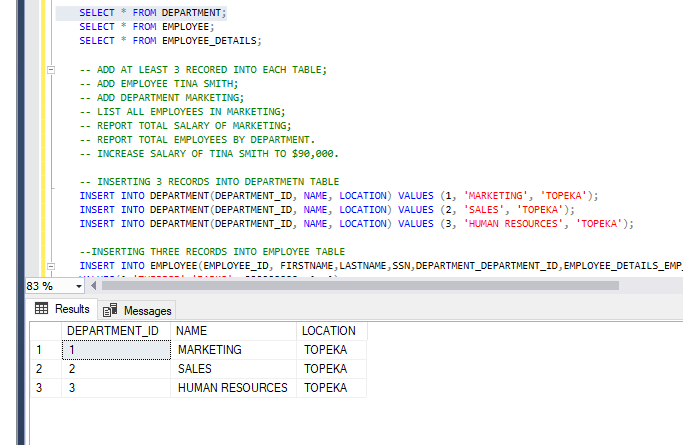 SELECT * FROM DEPARTMENT;
SELECT * FROM EMPLOYEE;
SELECT * FROM EMPLOYEE_DETAILS;
-- ADD AT LEAST 3 RECORED INTO EACH TABLE;
-- ADD EMPLOYEE TINA SMITH;
-- ADD DEPARTMENT MARKETING;
-- LIST ALL EMPLOYEES IN MARKETING;
-- REPORT TOTAL SALARY OF MARKETING;
-- REPORT TOTAL EMPLOYEES BY DEPARTMENT.
-- INCREASE SALARY OF TINA SMITH TO $90,000.
-- INSERTING 3 RECORDS INTO DEPARTMETN TABLE
INSERT INTO DEPARTMENT(DEPARTMENT_ID, NAME, LOCATION) VALUES (1, 'MARKETING', 'TOPEKA');
INSERT INTO DEPARTMENT(DEPARTMENT_ID, NAME, LOCATION) VALUES (2, 'SALES', 'TOPEKA');
INSERT INTO DEPARTMENT(DEPARTMENT_ID, NAME, LOCATION) VALUES (3, 'HUMAN RESOURCES', 'TOPEKA');
--INSERTING THREE RECORDS INTO EMPLOYEE TABLE
INSERT INTO EMPLOYEE(EMPLOYEE_ID, FIRSTNAME,LASTNAME,SSN,DEPARTMENT_DEPARTMENT_ID,EMPLOYEE_DETAILS_EMP
83 %
Results Messages
DEPARTMENT_ID NAME LOCATION
1 1 MARKETING TOPEKA
2 2 SALES TOPEKA
3 3 HUMAN RESOURCES TOPEKA